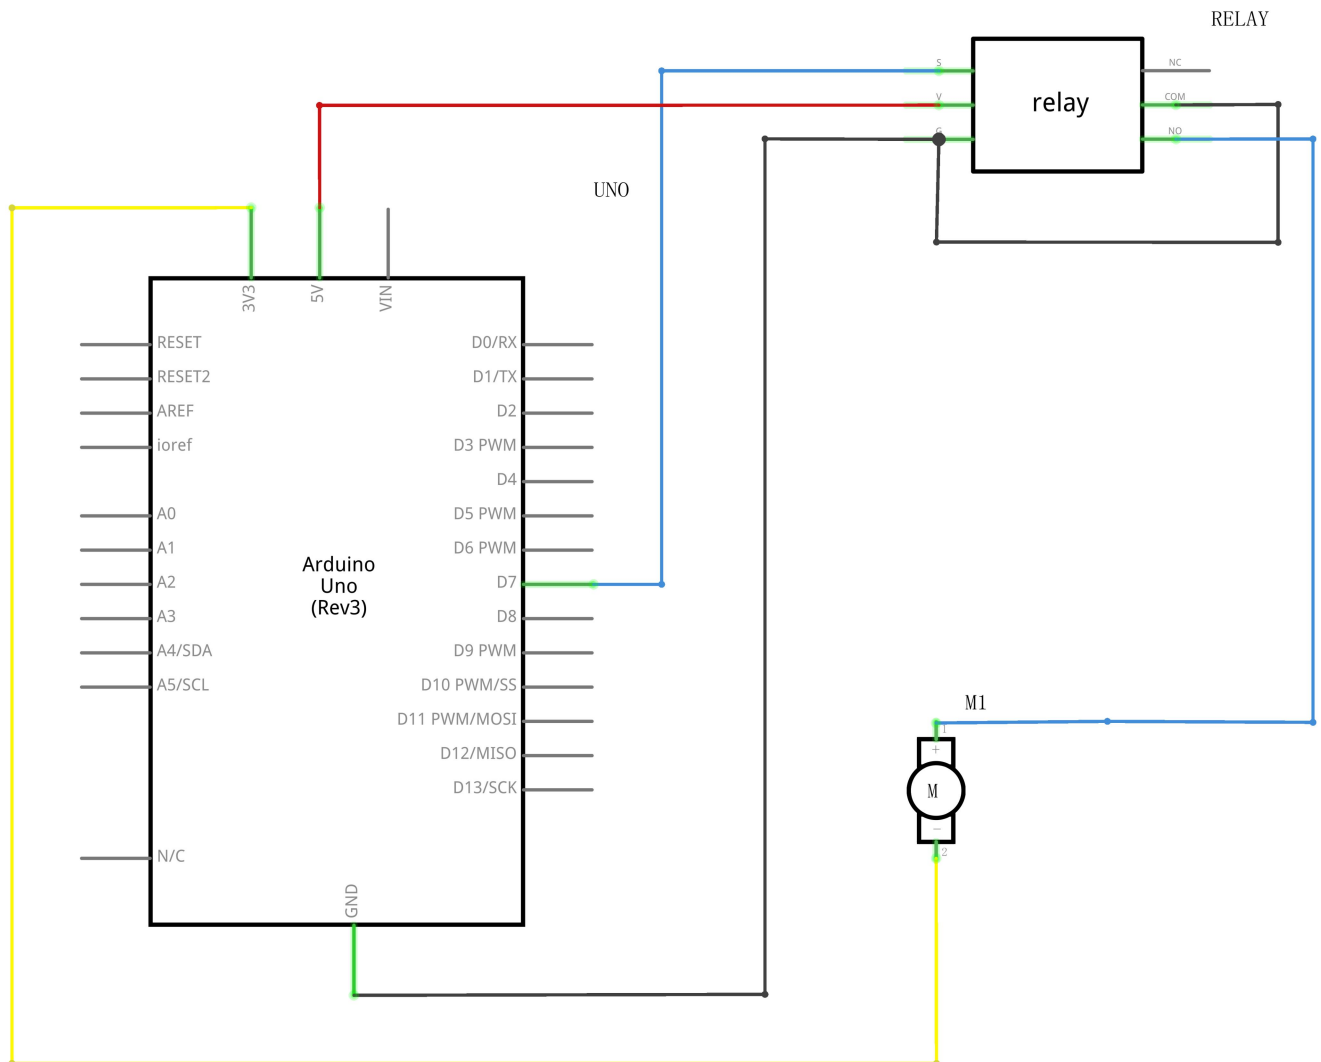 RELAY
S
NC
V
relay
COM
G
NO
UNO
3V3
5V
VIN
RESET
D0/RX
RESET2
D1/TX
AREF
D2
ioref
D3 PWM
D4
A0
D5 PWM
A1
D6 PWM
Arduino
Uno
(Rev3)
A2
D7
A3
D8
A4/SDA
D9 PWM
A5/SCL
D10 PWM/SS
M1
D11 PWM/MOSI
1
+
D12/MISO
D13/SCK
M
−
2
N/C
GND